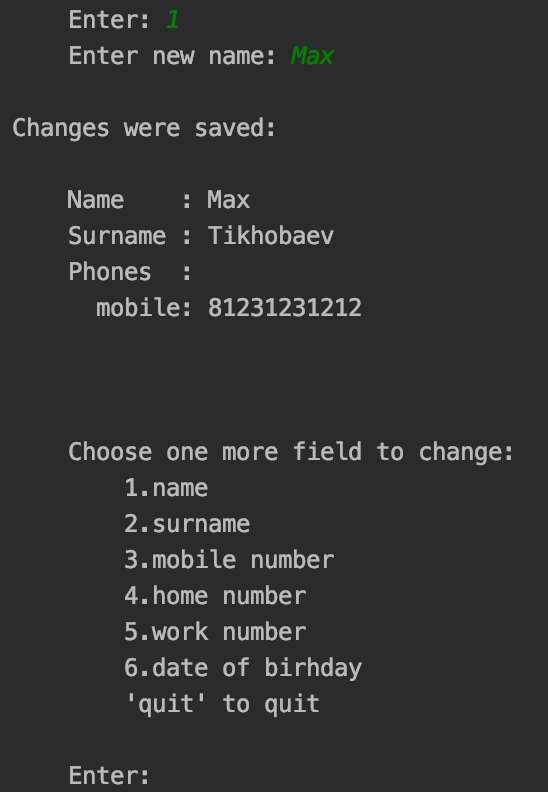 Enter: 1
Enter new name: Max
Changes were saved:
Name    : Max
Surname : Tikhobaev
Phones  :
mobile: 81231231212
Choose one more field to change:
1.name
2.surname
3.mobile number
4.home number
5.work number
6.date of birhday
'quit' to quit
Enter: